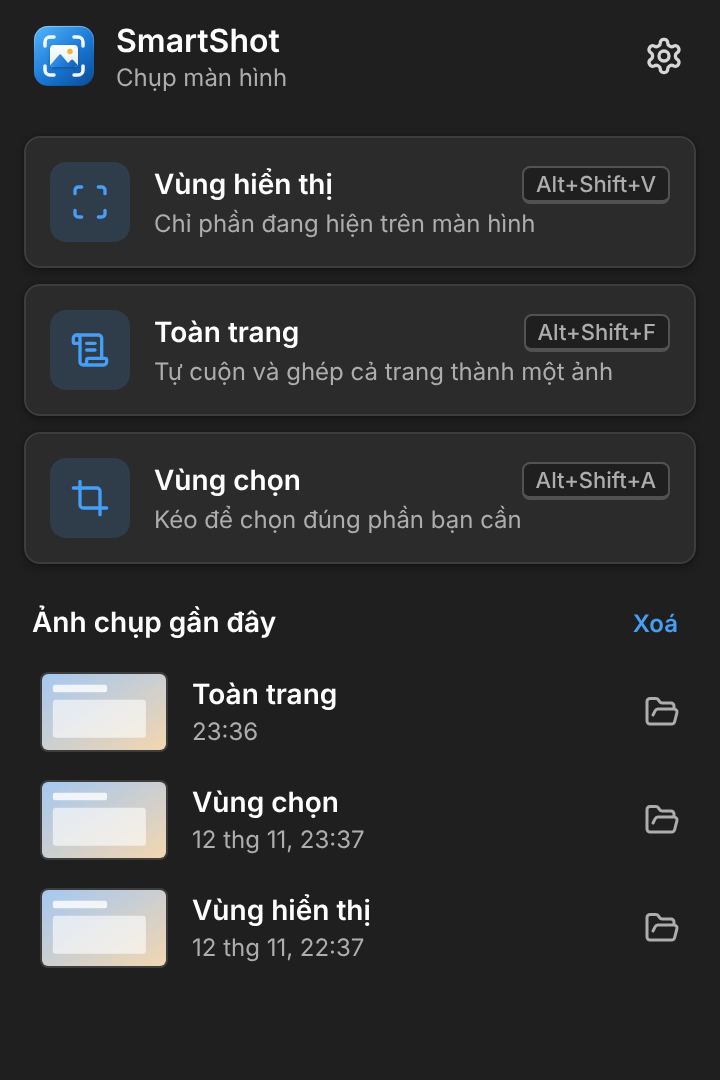 SmartShot
Chụp màn hình
Vùng hiển thị
Alt+Shift+V
Chỉ phần đang hiện trên màn hình
Toàn trang
Alt+Shift+F
Tự cuộn và ghép cả trang thành một ảnh
Vùng chọn
Alt+Shift+A
Kéo để chọn đúng phần bạn cần
Ảnh chụp gần đây
Xoá
Toàn trang
23:36
Vùng chọn
12 thg 11, 23:37
Vùng hiển thị
12 thg 11, 22:37